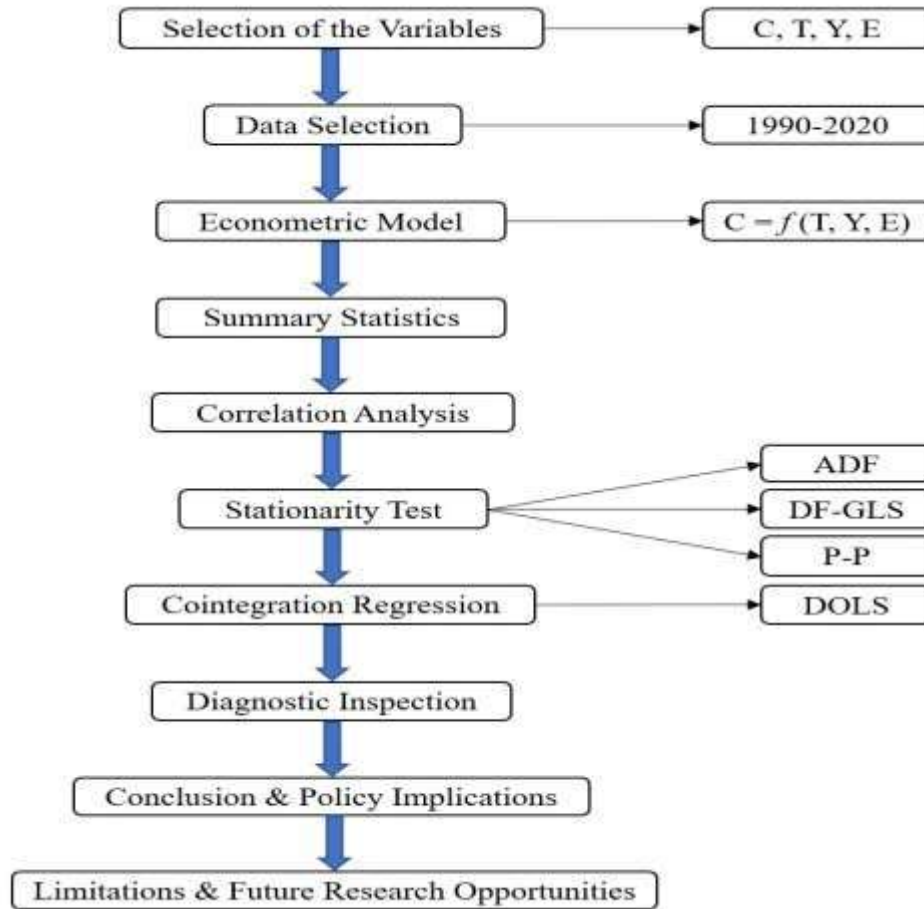 Selection of the Variables
C, T, Y, E
Data Selection
1990-2020
Econometric Model
C = f (T, Y, E)
Summary Statistics
Correlation Analysis
Stationarity Test
ADF
DF-GLS
P-P
Cointegration Regression
DOLS
Diagnostic Inspection
Conclusion & Policy Implications
Limitations & Future Research Opportunities